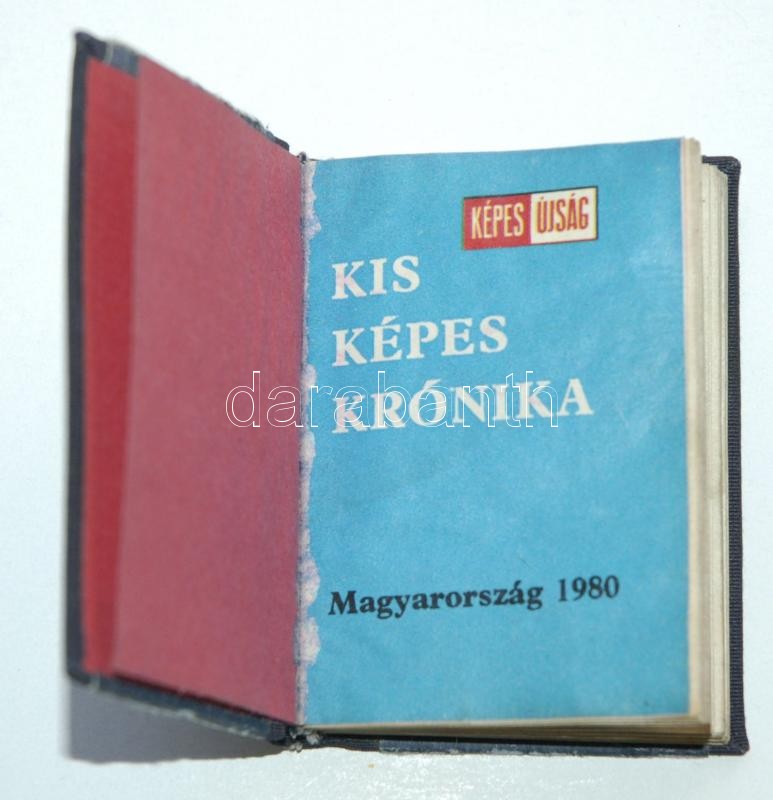 KÉPES ÚJSÁG
KIS
KÉPES
KRÓNIKA
darabanth
Magyarország 1980